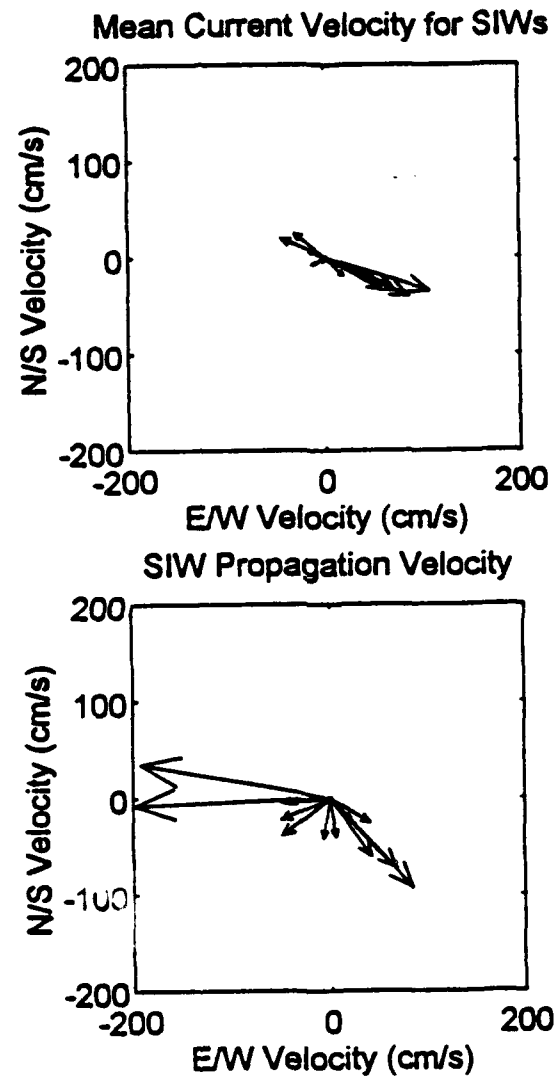 Mean Current Velocity for SIWs
200
100
0
-100
-200
N/S Velocity (cm/s)
-200 0 200
E/W Velocity (cm/s)
SIW Propagation Velocity
200
100
0
-100
-200
N/S Velocity (cm/s)
-200 0 200
E/W Velocity (cm/s)